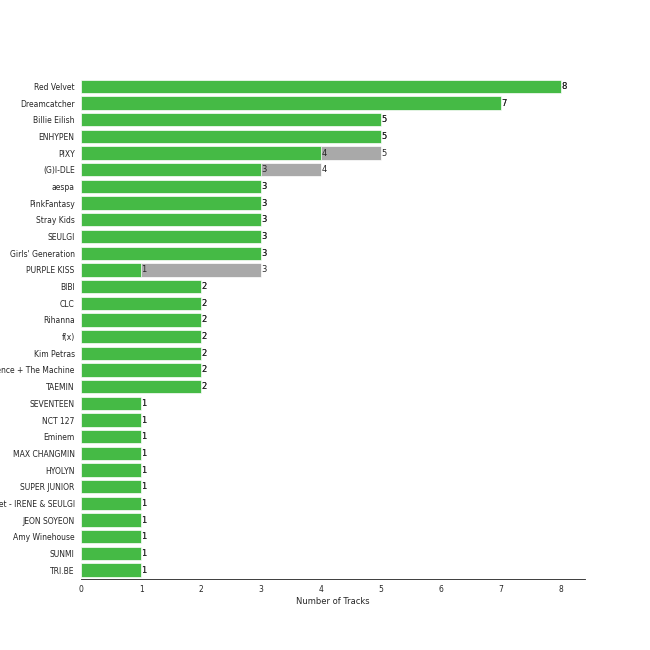 Red Velvet 8
Dreamcatcher 7
Billie Eilish 5
ENHYPEN 5
PIXY 4 5
(G)I-DLE 3 4
aespa 3
PinkFantasy 3
Stray Kids 3
SEULGI 3
Girls' Generation 3
PURPLE KISS 1 3
BIBI 2
CLC 2
Rihanna 2
f(x) 2
Kim Petras 2
ence + The Machine 2
TAEMIN 2
SEVENTEEN 1
NCT 127 1
Eminem 1
MAX CHANGMIN 1
HYOLYN 1
SUPER JUNIOR 1
et - IRENE & SEULGI 1
JEON SOYEON 1
Amy Winehouse 1
SUNMI 1
TRI.BE 1
0 1 2 3 4 5 6 7 8
Number of Tracks